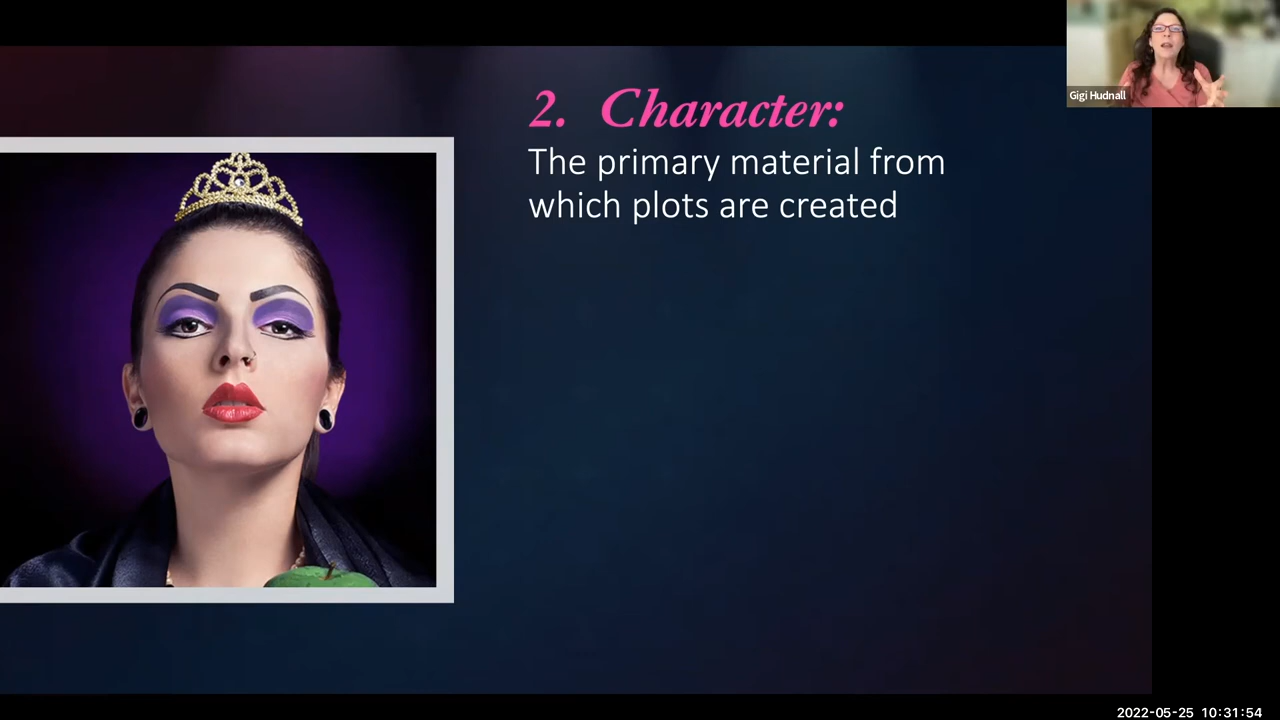 2. Character:
The primary material from
which plots are created
Gigi Hudnall
2022-05-25 10:31:54